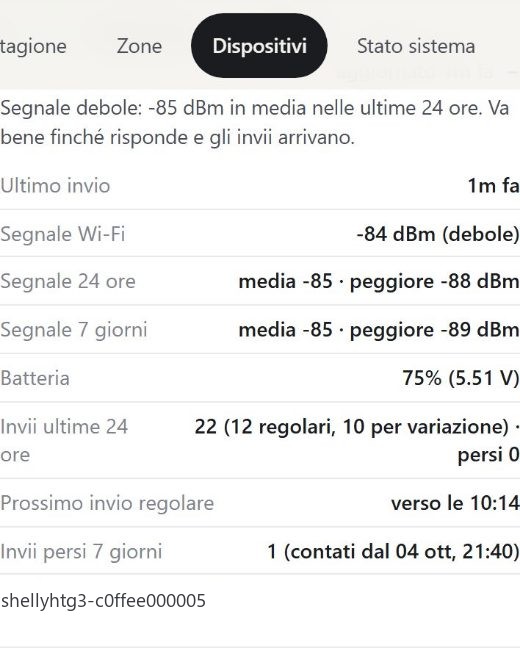 tagione Zone Dispositivi Stato sistema
Segnale debole: -85 dBm in media nelle ultime 24 ore. Va
bene finché risponde e gli invii arrivano.
Ultimo invio 1m fa
Segnale Wi-Fi -84 dBm (debole)
Segnale 24 ore media -85 · peggiore -88 dBm
Segnale 7 giorni media -85 · peggiore -89 dBm
Batteria 75% (5.51 V)
Invii ultime 24 22 (12 regolari, 10 per variazione) ·
ore persi 0
Prossimo invio regolare verso le 10:14
Invii persi 7 giorni 1 (contati dal 04 ott, 21:40)
shellyhtg3-c0ffee000005